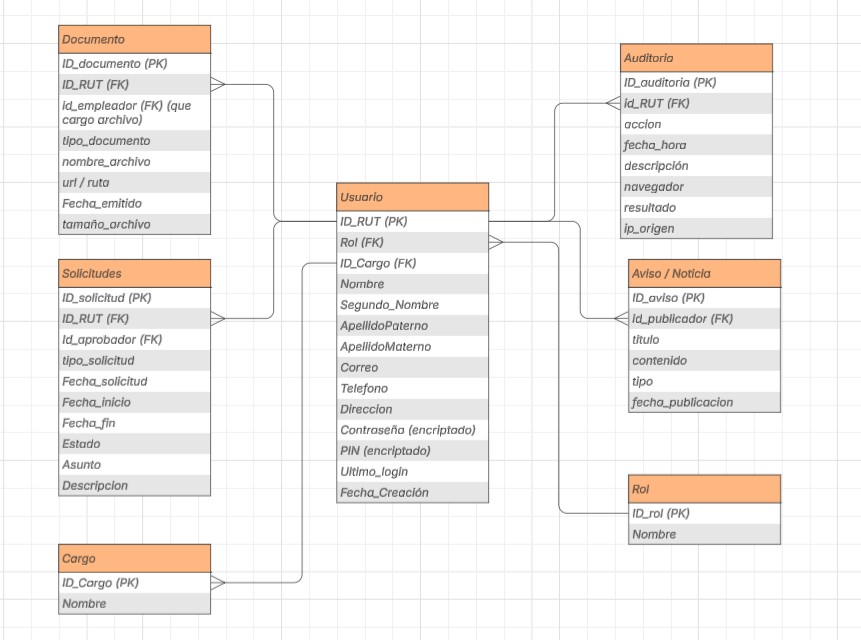 Documento
ID_documento (PK)
ID_RUT (FK)
id_empleador (FK) (que
cargo archivo)
tipo_documento
nombre_archivo
url / ruta
Fecha_emitido
tamaño_archivo
Solicitudes
ID_solicitud (PK)
ID_RUT (FK)
Id_aprobador (FK)
tipo_solicitud
Fecha_solicitud
Fecha_inicio
Fecha_fin
Estado
Asunto
Descripcion
Cargo
ID_Cargo (PK)
Nombre
Usuario
ID_RUT (PK)
Rol (FK)
ID_Cargo (FK)
Nombre
Segundo_Nombre
ApellidoPaterno
ApellidoMaterno
Correo
Telefono
Direccion
Contraseña (encriptado)
PIN (encriptado)
Ultimo_login
Fecha_Creación
Auditoria
ID_auditoria (PK)
id_RUT (FK)
accion
fecha_hora
descripción
navegador
resultado
ip_origen
Aviso / Noticia
ID_aviso (PK)
id_publicador (FK)
titulo
contenido
tipo
fecha_publicacion
Rol
ID_rol (PK)
Nombre